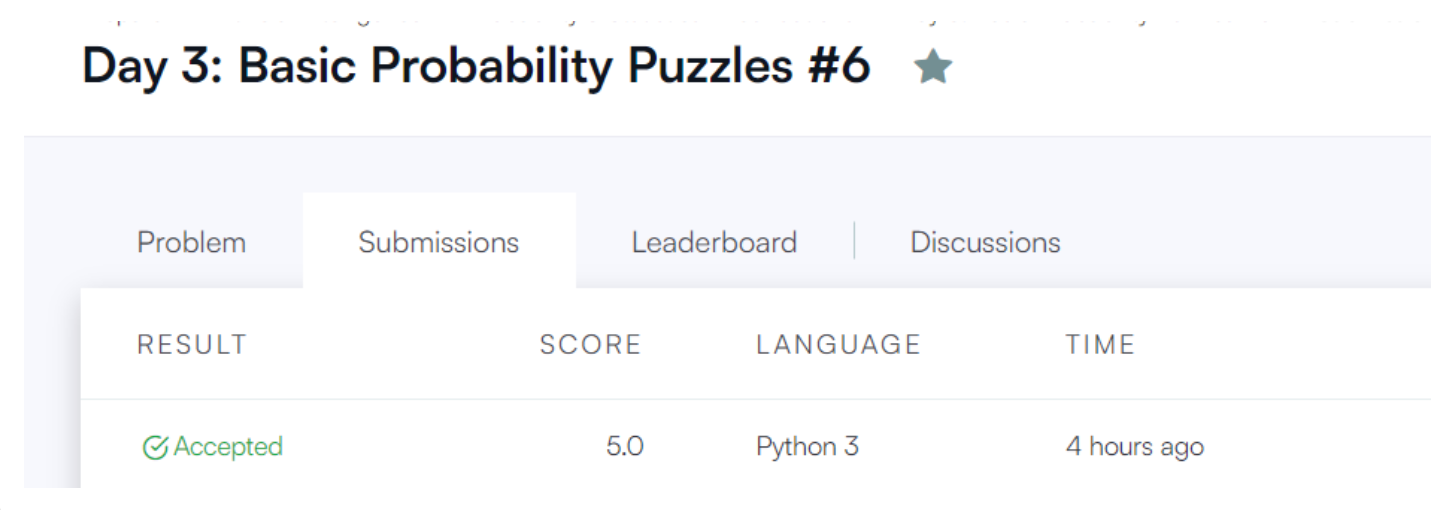 Day 3: Basic Probability Puzzles #6
Problem Submissions Leaderboard Discussions
RESULT SCORE LANGUAGE TIME
Accepted 5.0 Python 3 4 hours ago